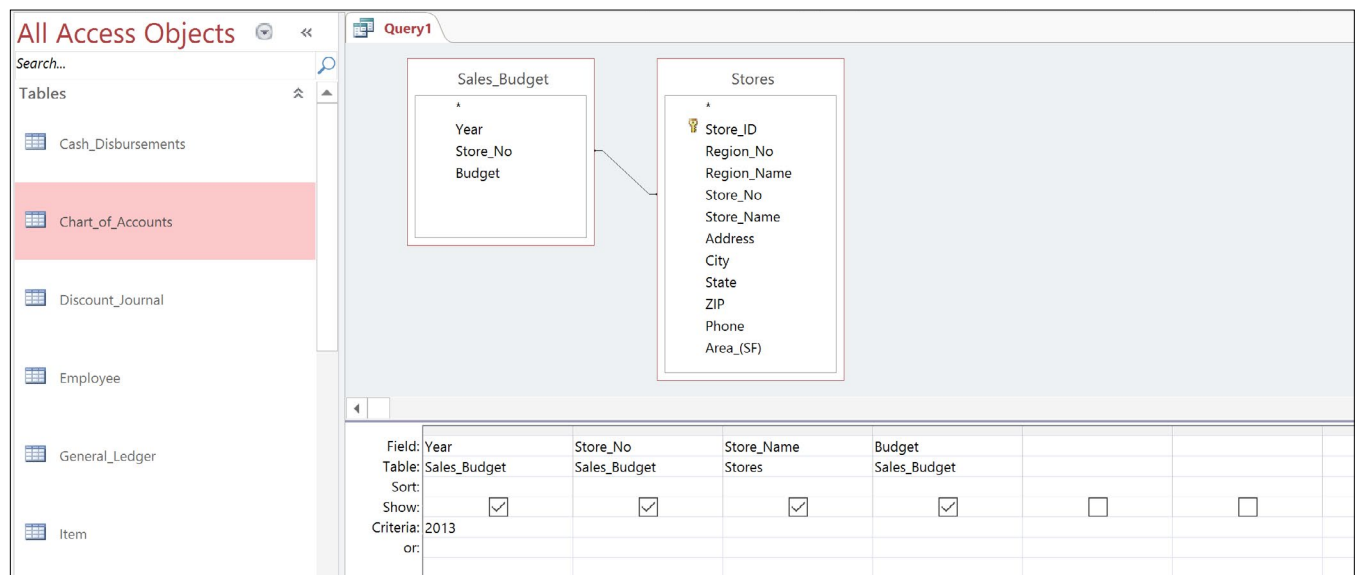 All Access Objects
Search...
Tables
Cash_Disbursements
Chart_of_Accounts
Discount_Journal
Employee
General_Ledger
Item
Query1
Sales_Budget
*
Year
Store_No
Budget
Stores
*
Store_ID
Region_No
Region_Name
Store_No
Store_Name
Address
City
State
ZIP
Phone
Area_(SF)
Field: Year Store_No Store_Name Budget
Table: Sales_Budget Sales_Budget Stores Sales_Budget
Sort:
Show:
Criteria: 2013
or: